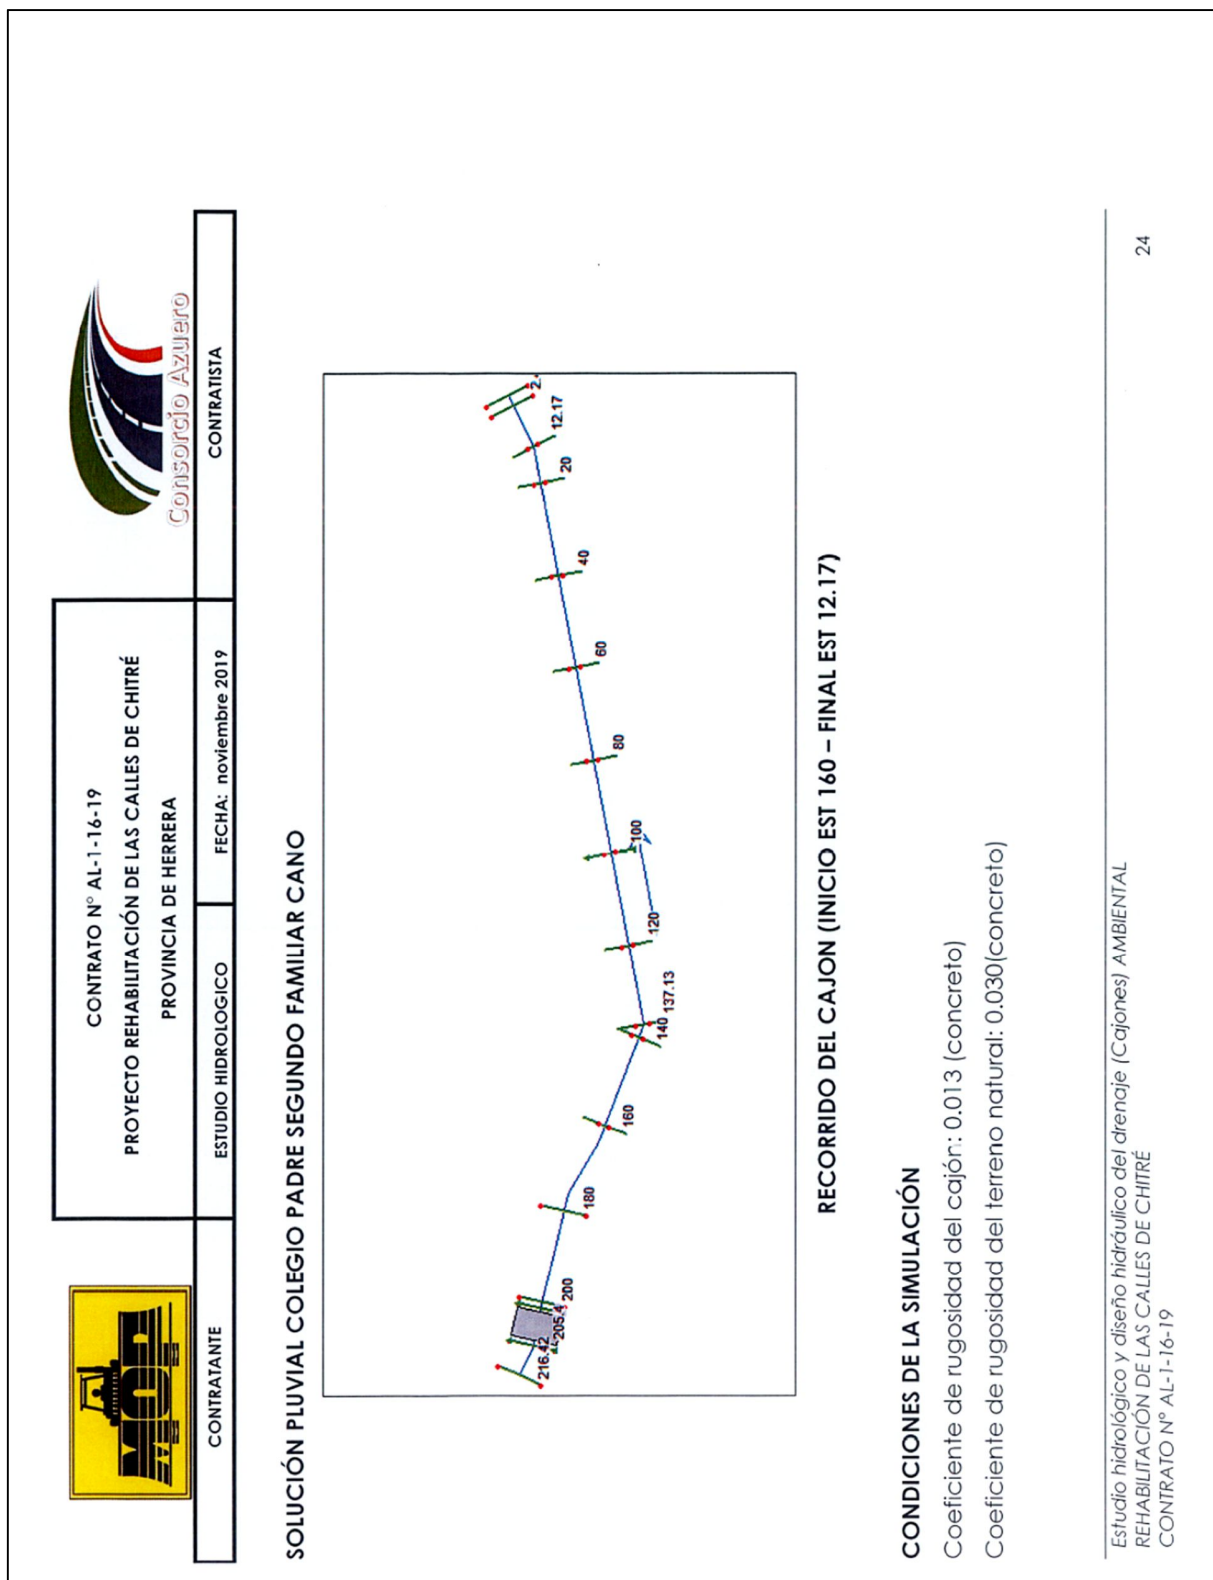 CONTRATO N° AL-1-16-19
PROYECTO REHABILITACIÓN DE LAS CALLES DE CHITRÉ
PROVINCIA DE HERRERA
MOP
Consorcio Azuero
CONTRATANTE
ESTUDIO HIDROLOGICO
FECHA: noviembre 2019
CONTRATISTA
SOLUCIÓN PLUVIAL COLEGIO PADRE SEGUNDO FAMILIAR CANO
216.42
205.4
200
180
160
140
137.13
120
100
80
60
40
20
12.17
2.
RECORRIDO DEL CAJON (INICIO EST 160 – FINAL EST 12.17)
CONDICIONES DE LA SIMULACIÓN
Coeficiente de rugosidad del cajón: 0.013 (concreto)
Coeficiente de rugosidad del terreno natural: 0.030(concreto)
Estudio hidrológico y diseño hidráulico del drenaje (Cajones) AMBIENTAL
REHABILITACIÓN DE LAS CALLES DE CHITRÉ
CONTRATO N° AL-1-16-19
24